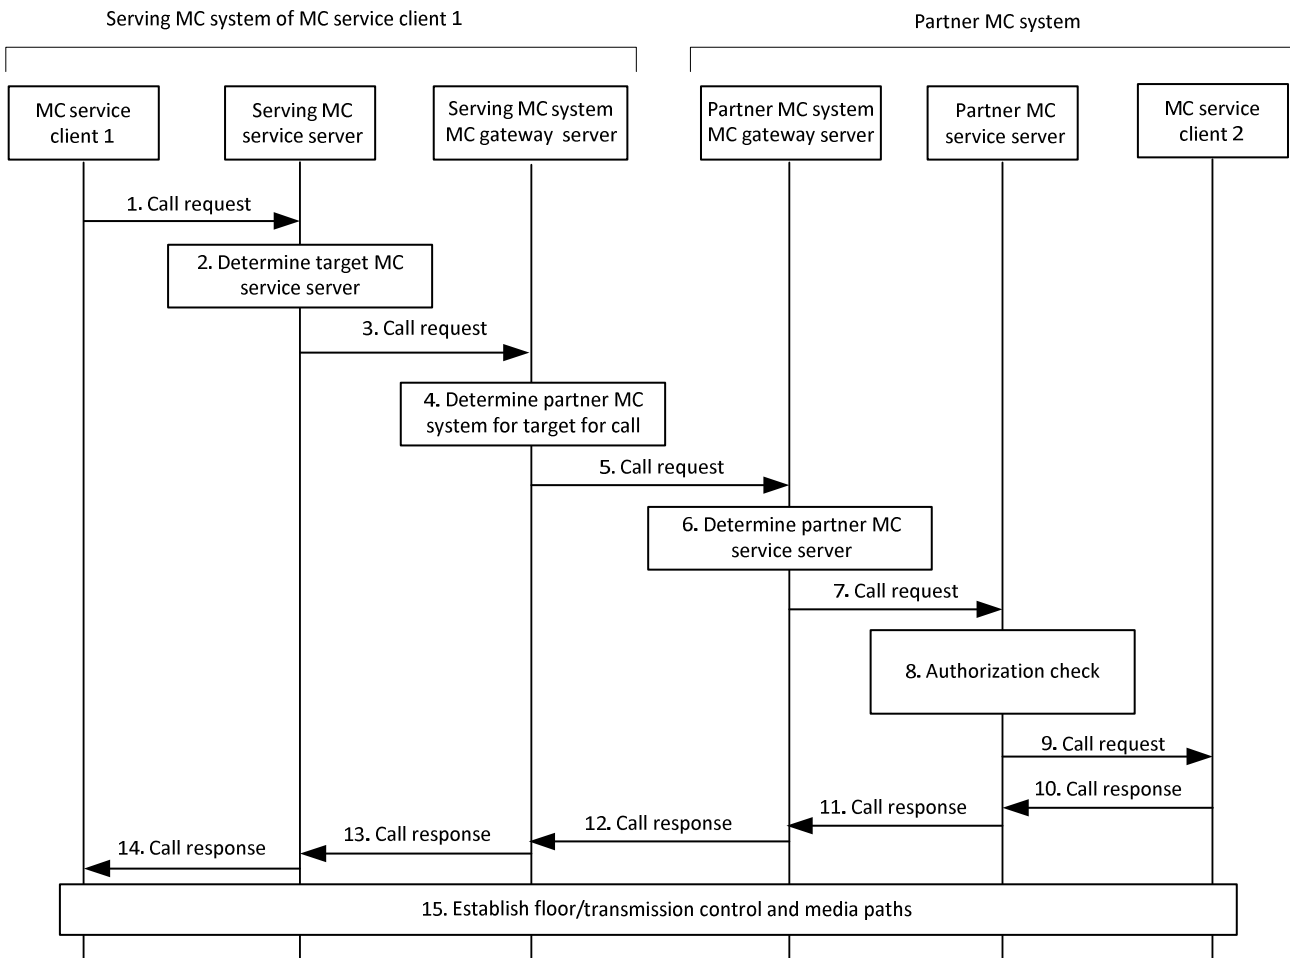 Serving MC system of MC service client 1
Partner MC system
MC service
client 1
Serving MC
service server
Serving MC system
MC gateway server
Partner MC system
MC gateway server
Partner MC
service server
MC service
client 2
1. Call request
2. Determine target MC
service server
3. Call request
4. Determine partner MC
system for target for call
5. Call request
6. Determine partner MC
service server
7. Call request
8. Authorization check
9. Call request
10. Call response
11. Call response
12. Call response
13. Call response
14. Call response
15. Establish floor/transmission control and media paths